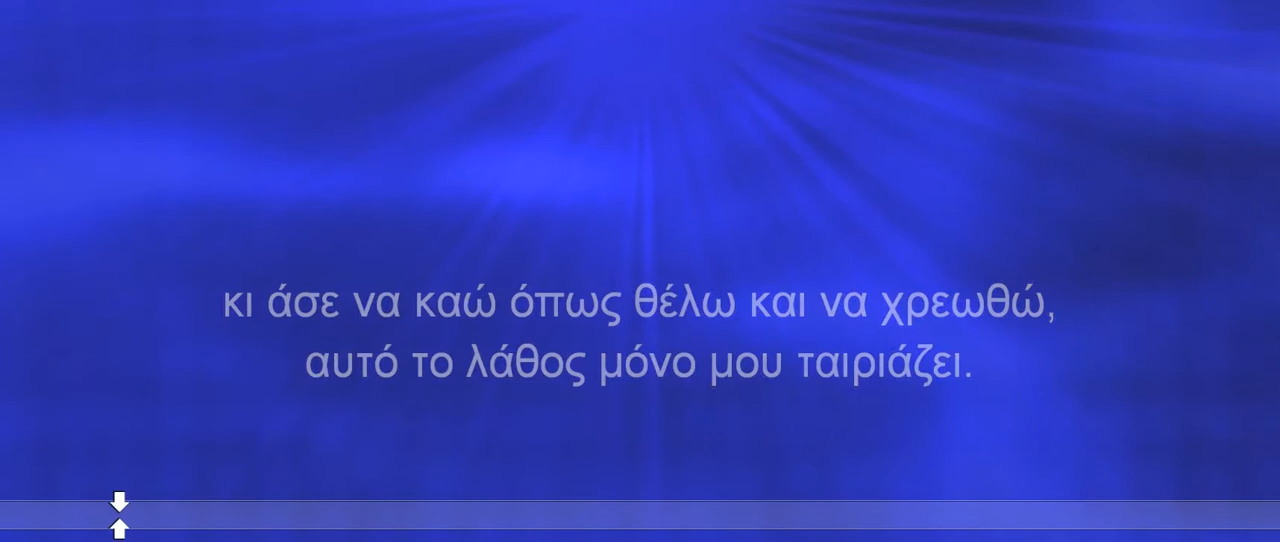 κι άσε να καώ όπως θέλω και να χρεωθώ,
αυτό το λάθος μόνο μου ταιριάζει.